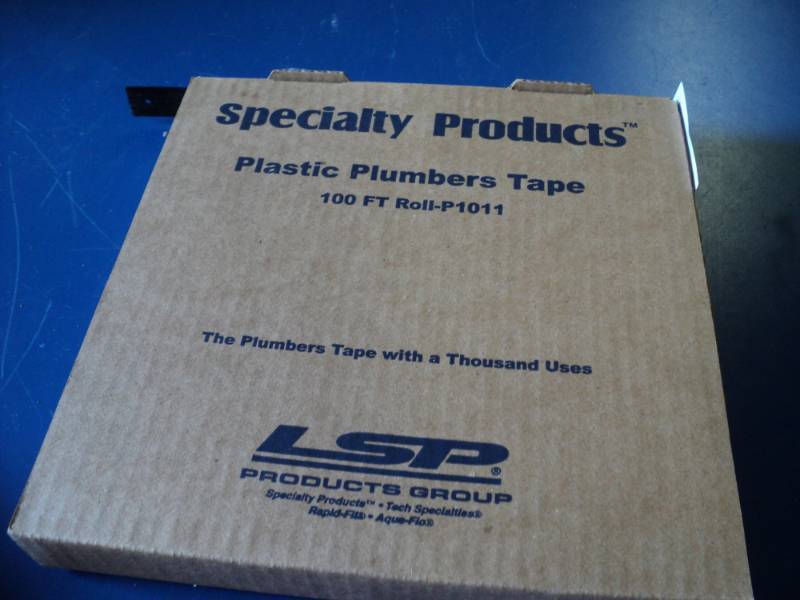 Specialty Products™
Plastic Plumbers Tape
100 FT Roll-P1011
The Plumbers Tape with a Thousand Uses
LSP®
PRODUCTS GROUP
Specialty Products™ • Tech Specialties®
Rapid-Fit® • Aqua-Flo®